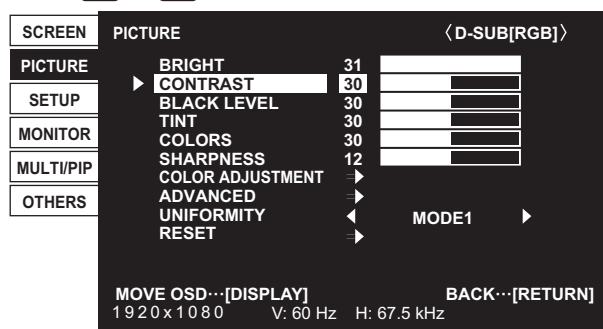 SCREEN
PICTURE
SETUP
MONITOR
MULTI/PIP
OTHERS
PICTURE 〈D-SUB[RGB]〉
BRIGHT 31
CONTRAST 30
BLACK LEVEL 30
TINT 30
COLORS 30
SHARPNESS 12
COLOR ADJUSTMENT
ADVANCED
UNIFORMITY MODE1
RESET
MOVE OSD···[DISPLAY] BACK···[RETURN]
1920x1080 V: 60 Hz H: 67.5 kHz